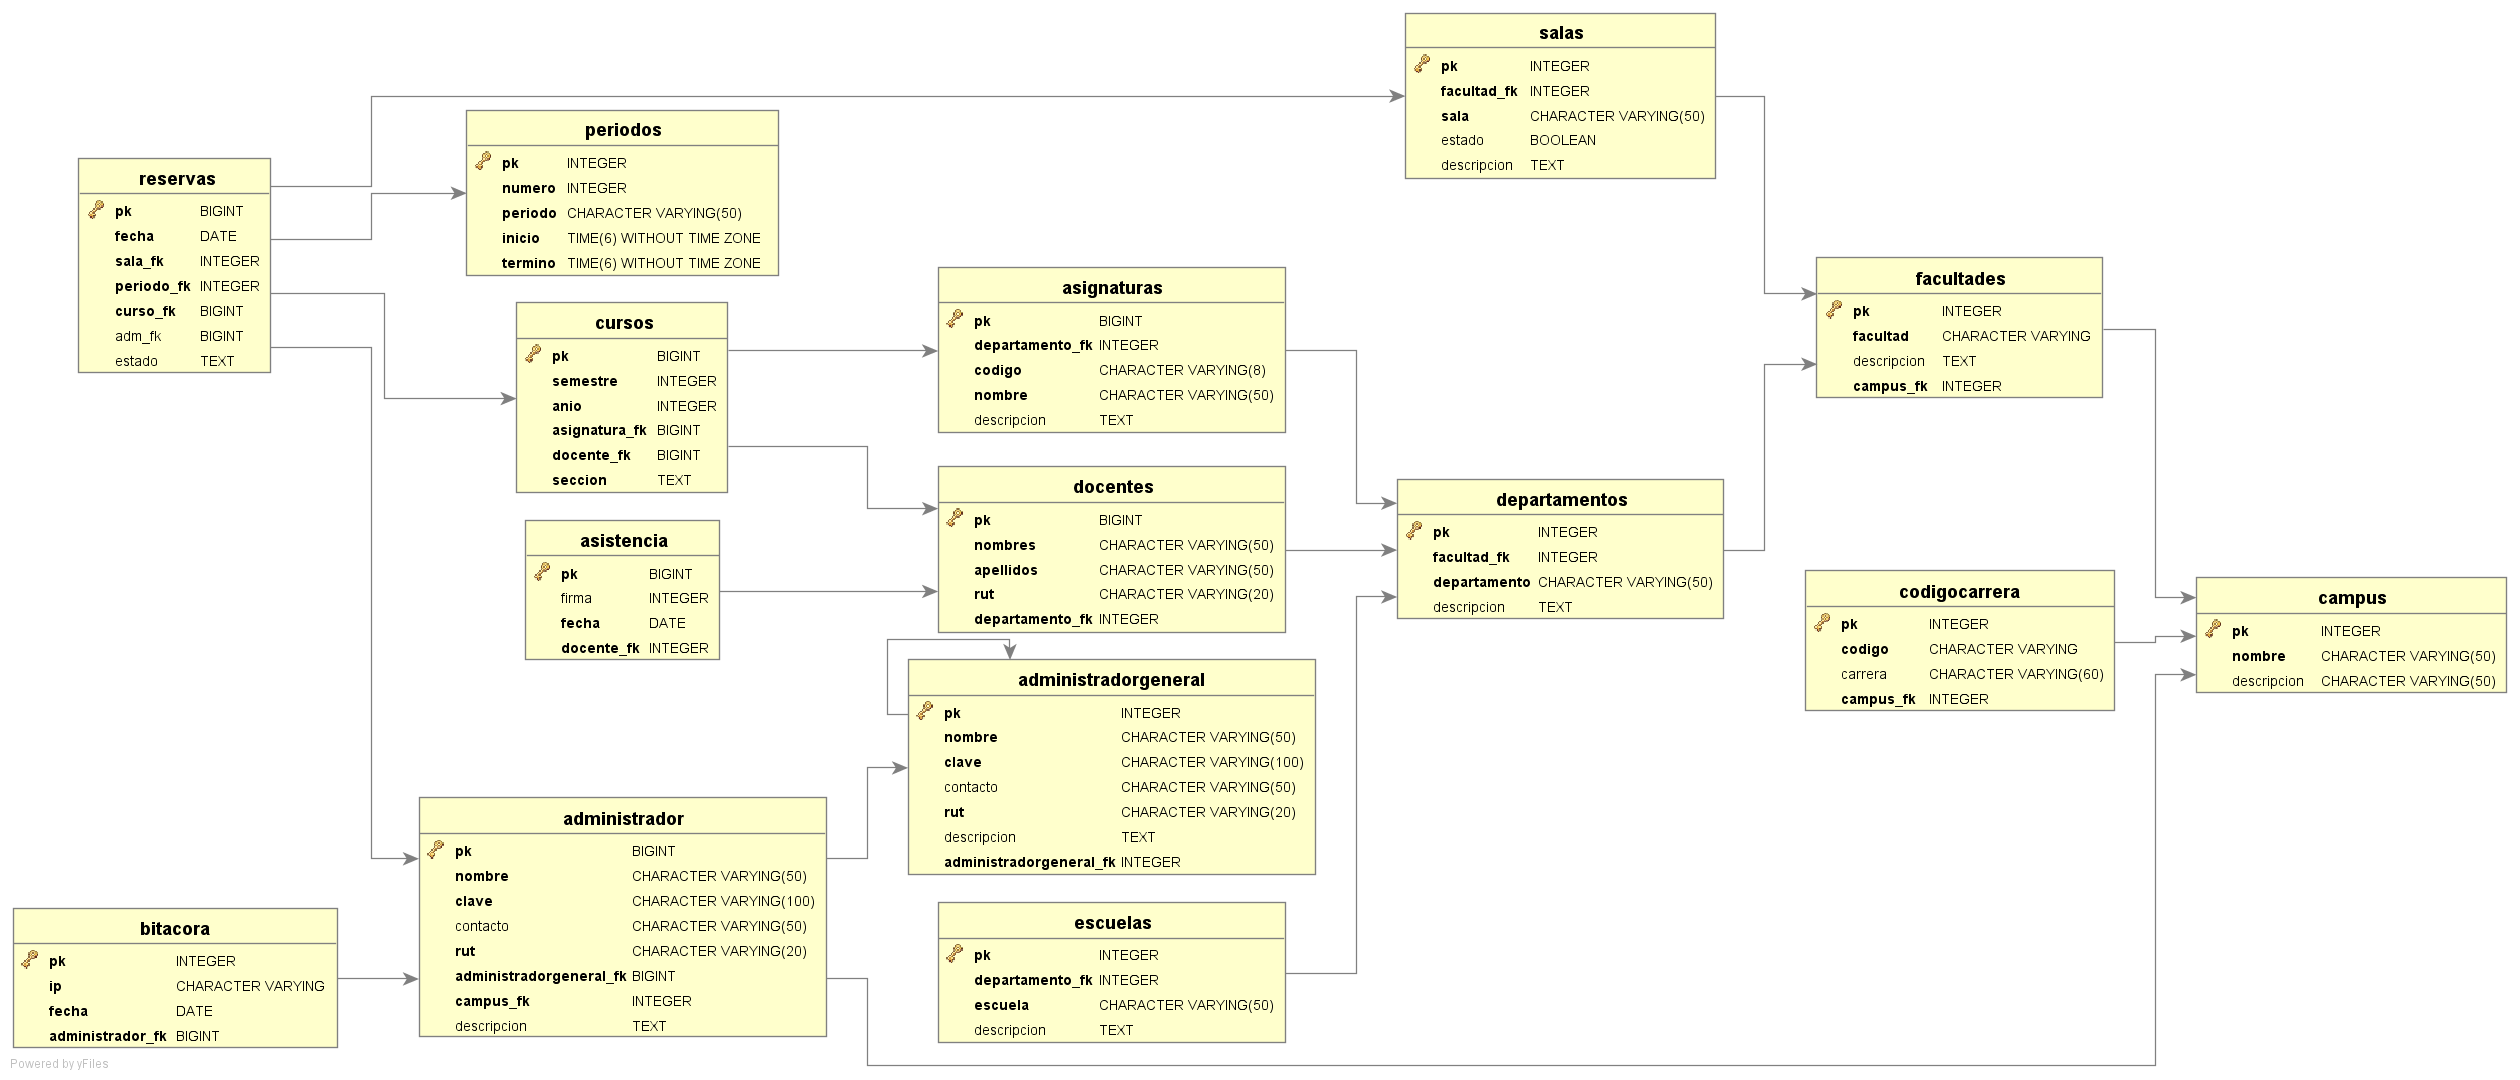 salas
pk INTEGER
facultad_fk INTEGER
sala CHARACTER VARYING(50)
estado BOOLEAN
descripcion TEXT
periodos
pk INTEGER
numero INTEGER
periodo CHARACTER VARYING(50)
inicio TIME(6) WITHOUT TIME ZONE
termino TIME(6) WITHOUT TIME ZONE
reservas
pk BIGINT
fecha DATE
sala_fk INTEGER
periodo_fk INTEGER
curso_fk BIGINT
adm_fk BIGINT
estado TEXT
cursos
pk BIGINT
semestre INTEGER
anio INTEGER
asignatura_fk BIGINT
docente_fk BIGINT
seccion TEXT
asignaturas
pk BIGINT
departamento_fk INTEGER
codigo CHARACTER VARYING(8)
nombre CHARACTER VARYING(50)
descripcion TEXT
facultades
pk INTEGER
facultad CHARACTER VARYING
descripcion TEXT
campus_fk INTEGER
docentes
pk BIGINT
nombres CHARACTER VARYING(50)
apellidos CHARACTER VARYING(50)
rut CHARACTER VARYING(20)
departamento_fk INTEGER
departamentos
pk INTEGER
facultad_fk INTEGER
departamento CHARACTER VARYING(50)
descripcion TEXT
asistencia
pk BIGINT
firma INTEGER
fecha DATE
docente_fk INTEGER
codigocarrera
pk INTEGER
codigo CHARACTER VARYING
carrera CHARACTER VARYING(60)
campus_fk INTEGER
campus
pk INTEGER
nombre CHARACTER VARYING(50)
descripcion CHARACTER VARYING(50)
administradorgeneral
pk INTEGER
nombre CHARACTER VARYING(50)
clave CHARACTER VARYING(100)
contacto CHARACTER VARYING(50)
rut CHARACTER VARYING(20)
descripcion TEXT
administradorgeneral_fk INTEGER
administrador
pk BIGINT
nombre CHARACTER VARYING(50)
clave CHARACTER VARYING(100)
contacto CHARACTER VARYING(50)
rut CHARACTER VARYING(20)
administradorgeneral_fk BIGINT
campus_fk INTEGER
descripcion TEXT
escuelas
pk INTEGER
departamento_fk INTEGER
escuela CHARACTER VARYING(50)
descripcion TEXT
bitacora
pk INTEGER
ip CHARACTER VARYING
fecha DATE
administrador_fk BIGINT
Powered by yFiles